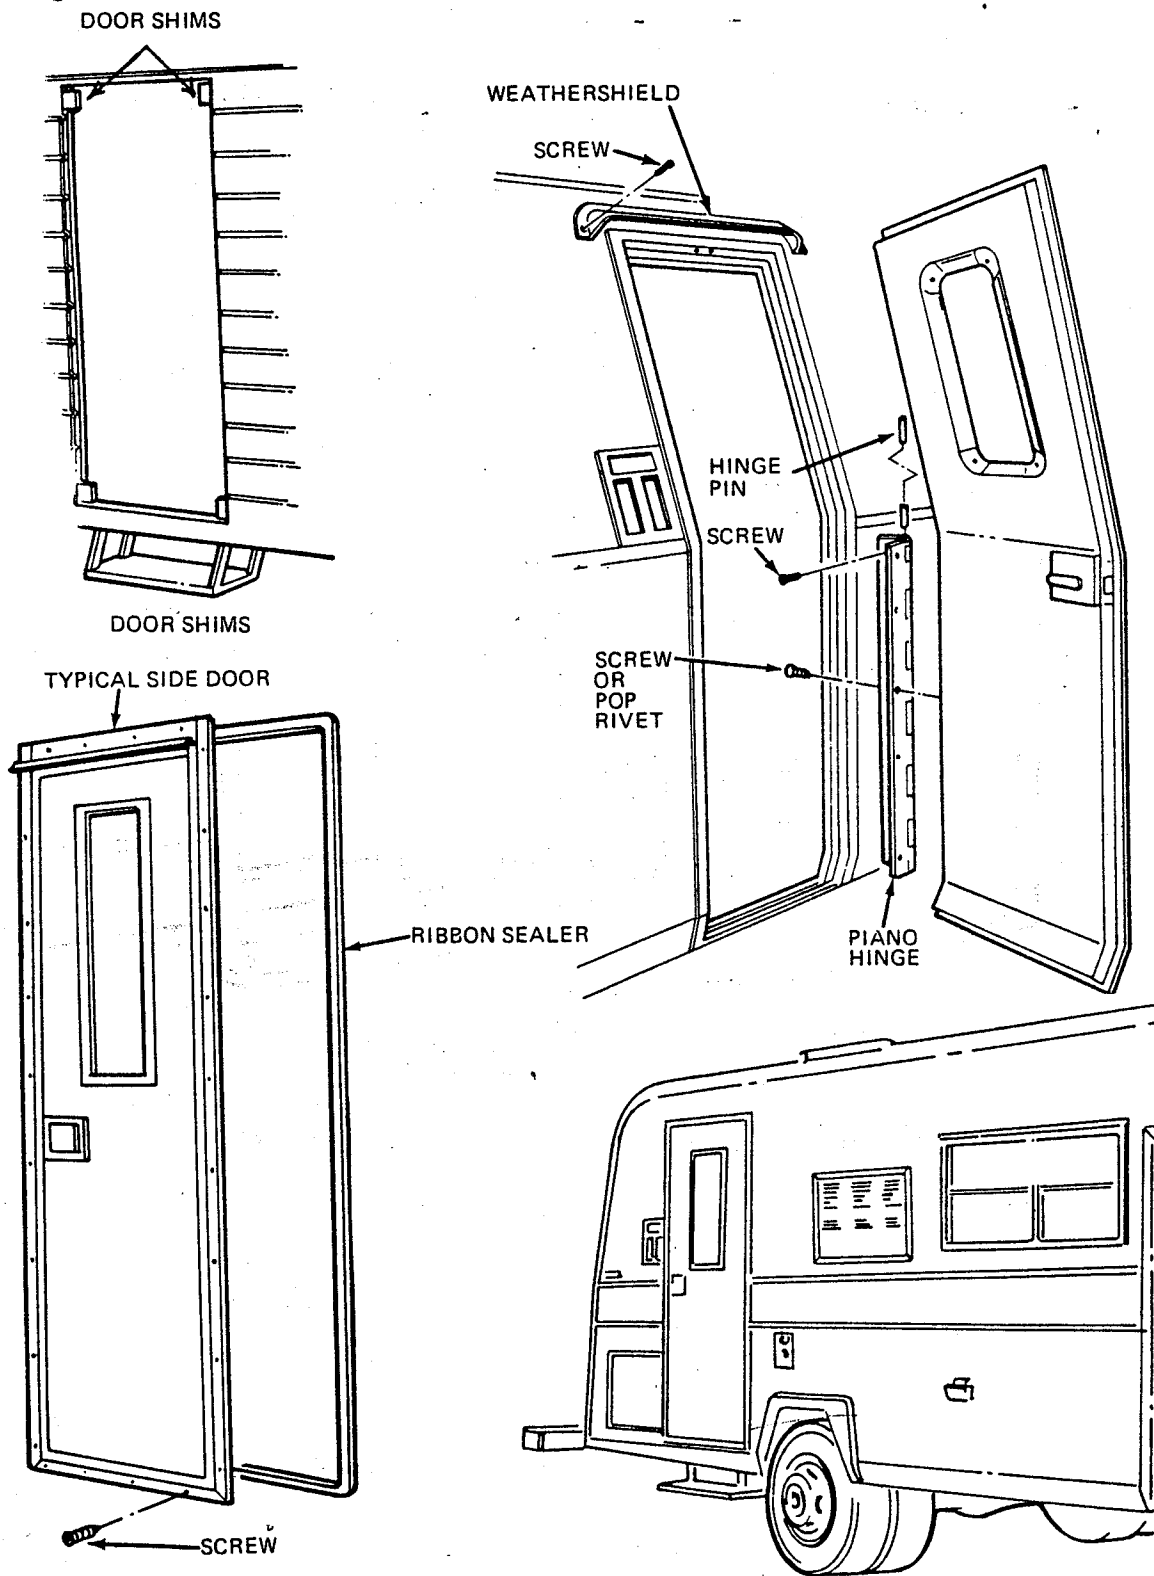 DOOR SHIMS
WEATHERSHIELD
SCREW
HINGE
PIN
SCREW
DOOR SHIMS
SCREW
OR
POP
RIVET
TYPICAL SIDE DOOR
RIBBON SEALER
PIANO
HINGE
SCREW